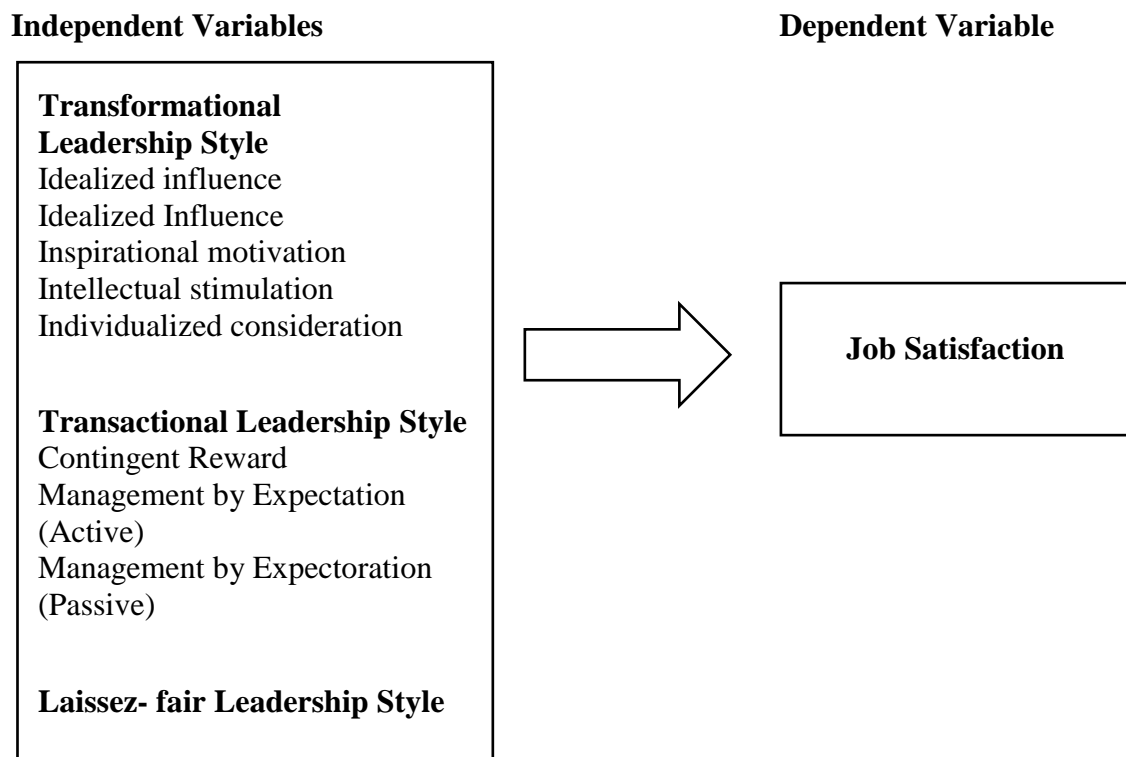 Independent Variables
Dependent Variable
Transformational
Leadership Style
Idealized influence
Idealized Influence
Inspirational motivation
Intellectual stimulation
Individualized consideration
Transactional Leadership Style
Contingent Reward
Management by Expectation
(Active)
Management by Expectoration
(Passive)
Laissez- fair Leadership Style
Job Satisfaction